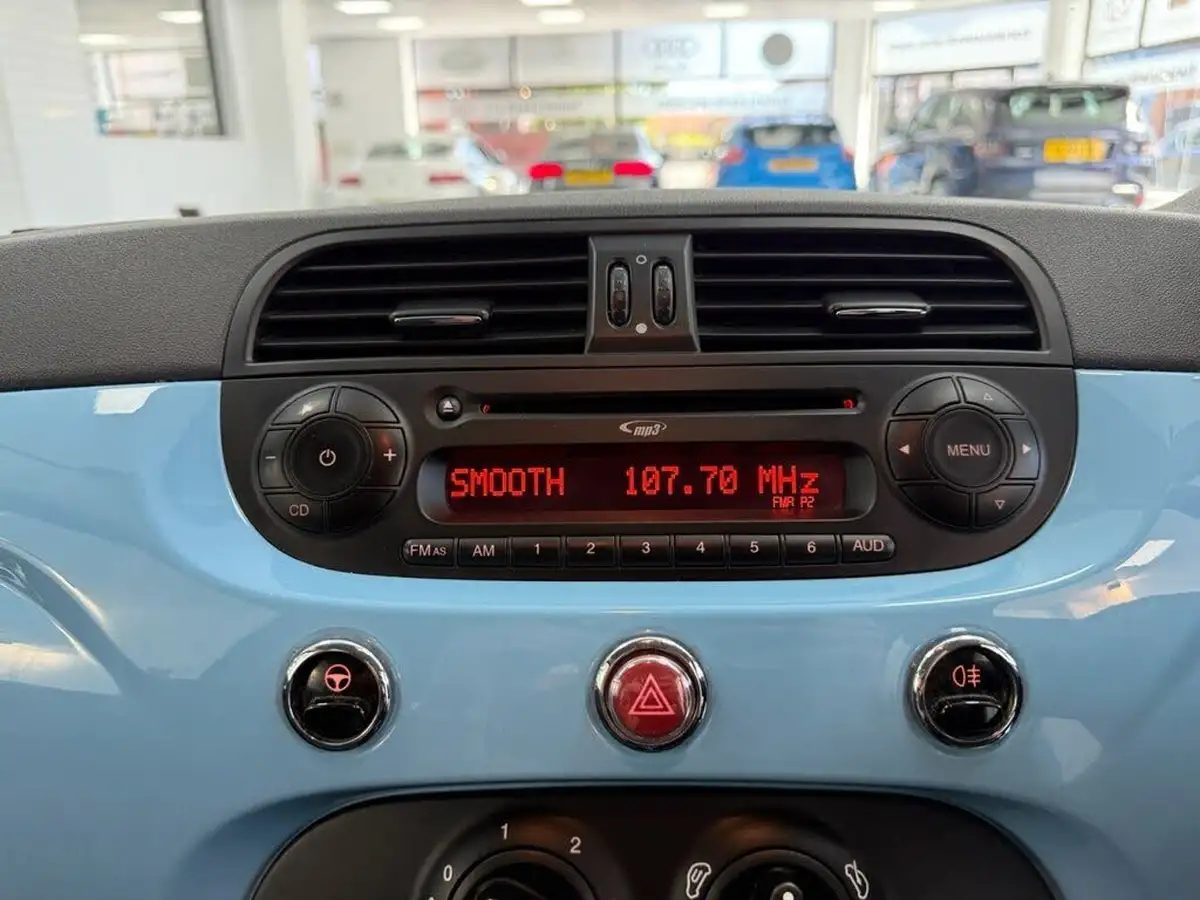 mp3
SMOOTH 107.70 MHz
FMR P2
CD
MENU
FM AS AM 1 2 3 4 5 6 AUD
0 1 2